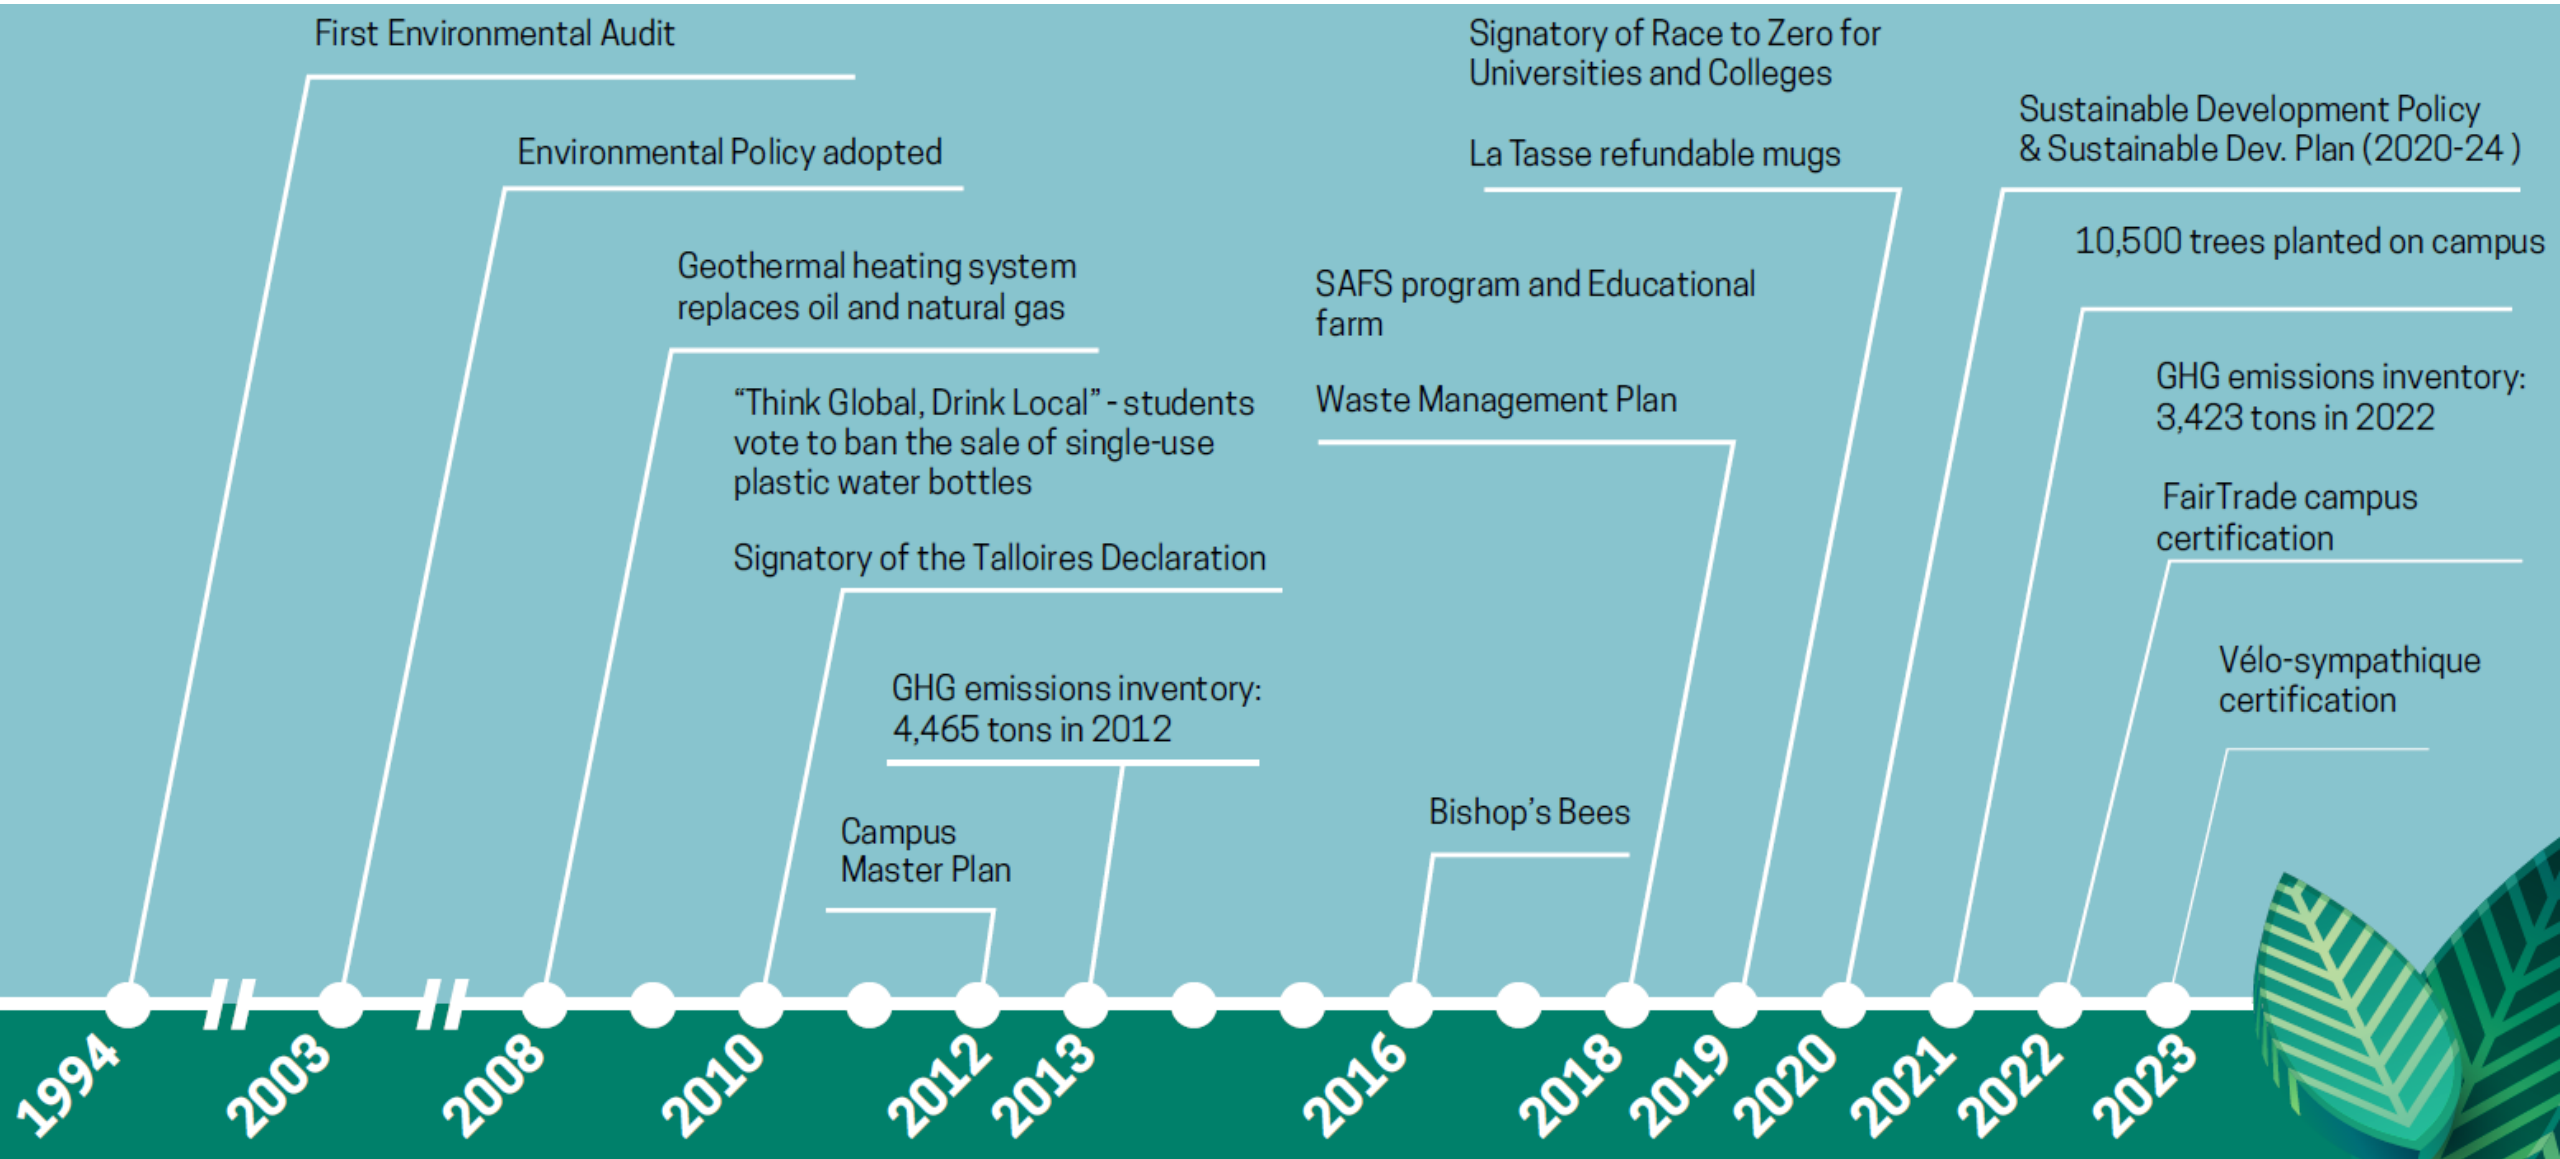 First Environmental Audit
Environmental Policy adopted
Geothermal heating system
replaces oil and natural gas
“Think Global, Drink Local” - students
vote to ban the sale of single-use
plastic water bottles
Signatory of the Talloires Declaration
GHG emissions inventory:
4,465 tons in 2012
Campus
Master Plan
Signatory of Race to Zero for
Universities and Colleges
La Tasse refundable mugs
SAFS program and Educational
farm
Waste Management Plan
Bishop’s Bees
Sustainable Development Policy
& Sustainable Dev. Plan (2020-24 )
10,500 trees planted on campus
GHG emissions inventory:
3,423 tons in 2022
FairTrade campus
certification
Vélo-sympathique
certification
1994
2003
2008
2010
2012
2013
2016
2018
2019
2020
2021
2022
2023